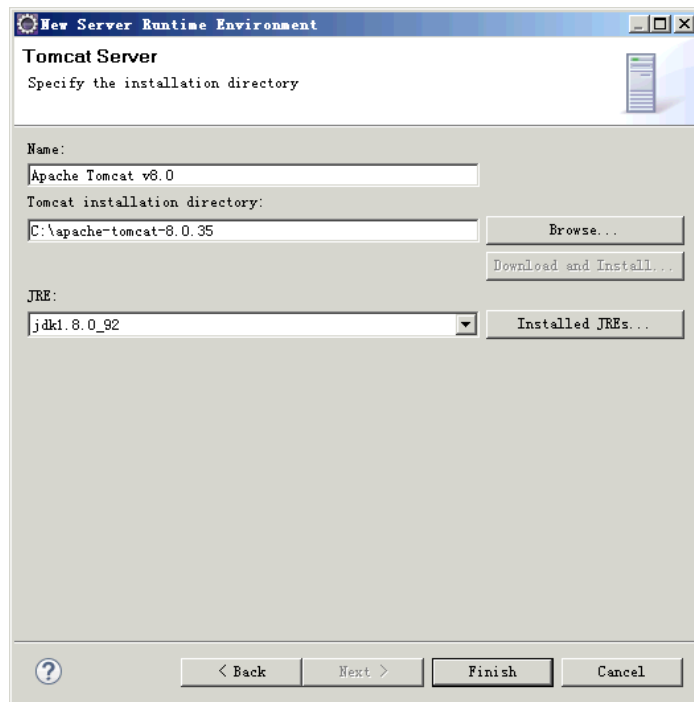 New Server Runtime Environment
Tomcat Server
Specify the installation directory
Name:
Apache Tomcat v8.0
Tomcat installation directory:
C:\apache-tomcat-8.0.35
Browse...
Download and Install...
JRE:
jdk1.8.0_92
Installed JREs...
?
< Back
Next >
Finish
Cancel